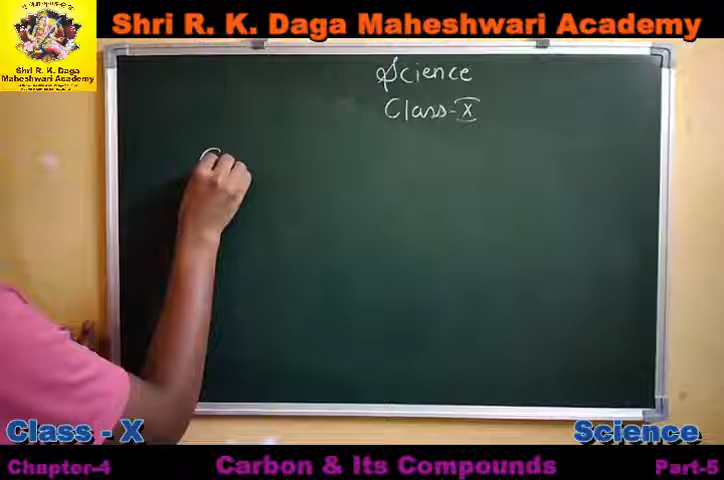 Shri R. K. Daga Maheshwari Academy
Shri R. K. Daga
Maheshwari Academy
Science
Class-X
Class - X
Science
Chapter-4
Carbon & Its Compounds
Part-5